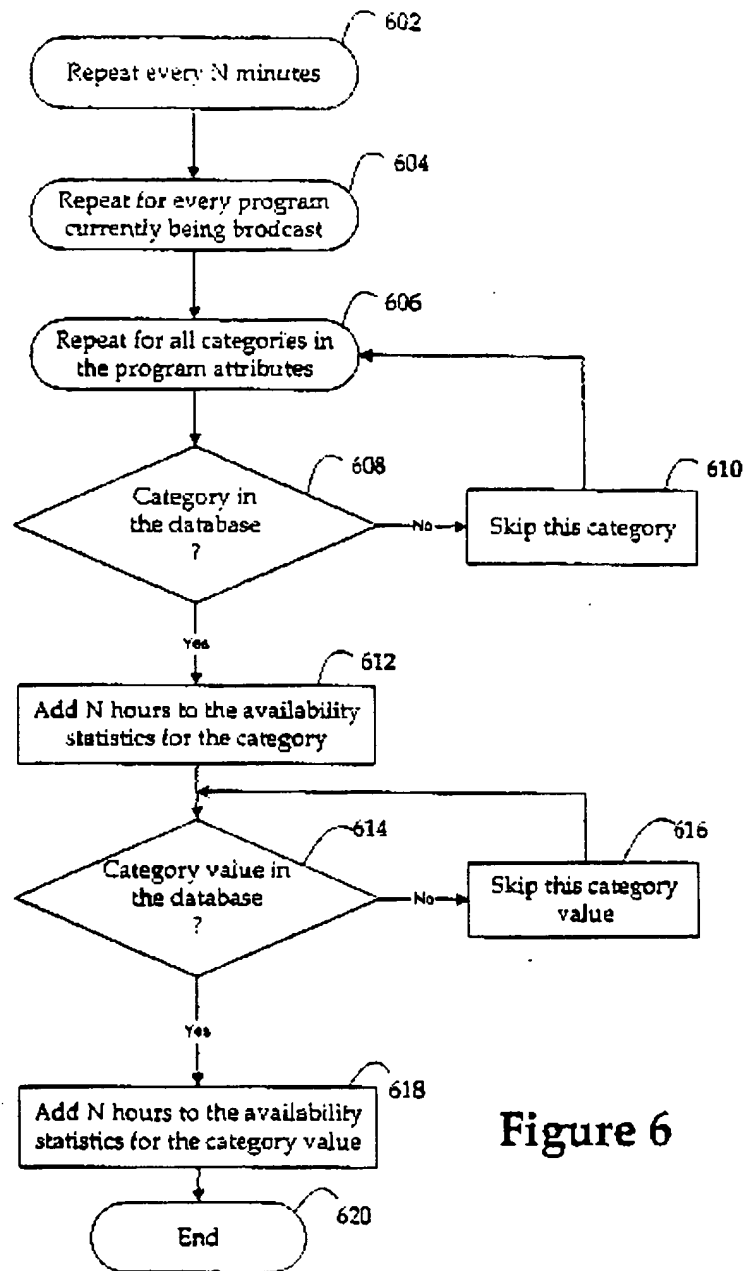 602
Repeat every N minutes
604
Repeat for every program
currently being brodcast
606
Repeat for all categories in
the program attributes
608
Category in
the database
?
No
610
Skip this category
Yes
612
Add N hours to the availability
statistics for the category
614
Category value in
the database
?
No
616
Skip this category
value
Yes
618
Add N hours to the availability
statistics for the category value
620
End
Figure 6